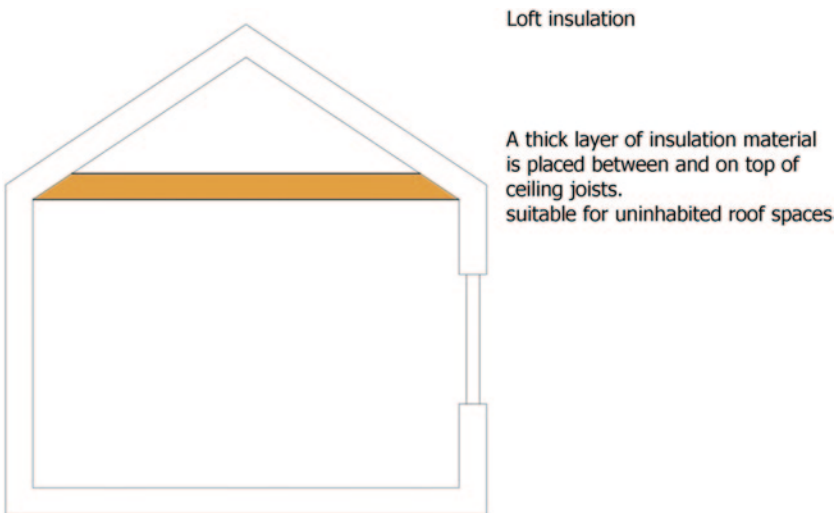 Loft insulation
A thick layer of insulation material
is placed between and on top of
ceiling joists.
suitable for uninhabited roof spaces